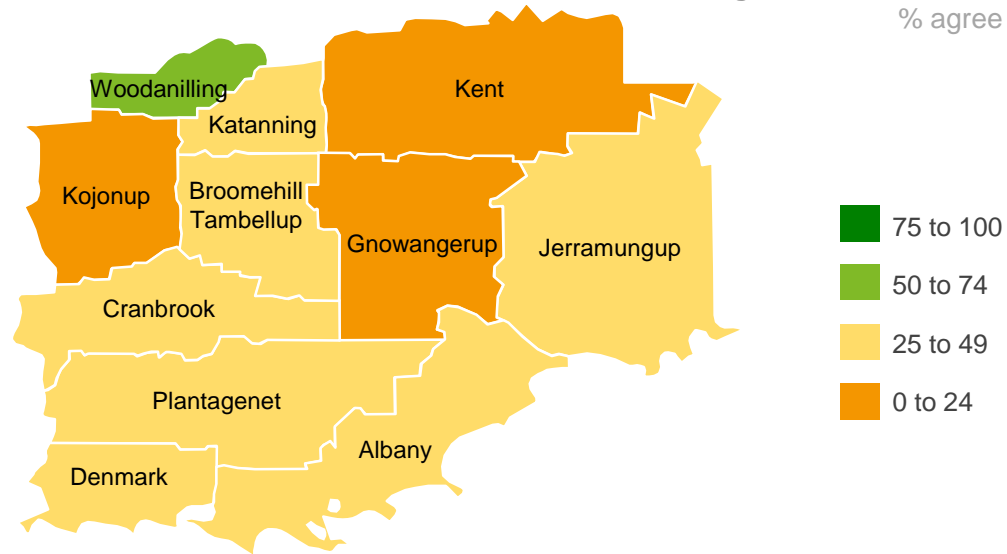 % agree
Woodanilling
Kent
Katanning
Kojonup
Broomehill
Tambellup
Gnowangerup
Jerramungup
Cranbrook
Plantagenet
Albany
Denmark
75 to 100
50 to 74
25 to 49
0 to 24